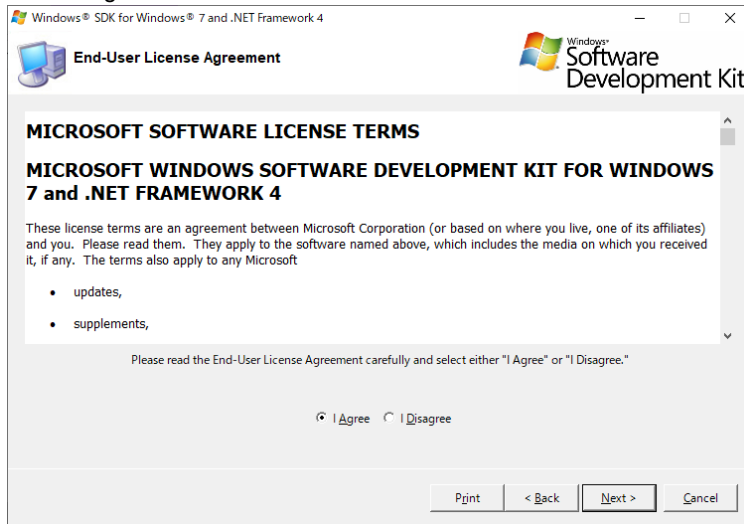 Windows® SDK for Windows® 7 and .NET Framework 4
End-User License Agreement
Windows®
Software
Development Kit
MICROSOFT SOFTWARE LICENSE TERMS
MICROSOFT WINDOWS SOFTWARE DEVELOPMENT KIT FOR WINDOWS
7 and .NET FRAMEWORK 4
These license terms are an agreement between Microsoft Corporation (or based on where you live, one of its affiliates)
and you.  Please read them.  They apply to the software named above, which includes the media on which you received
it, if any.  The terms also apply to any Microsoft
• updates,
• supplements,
Please read the End-User License Agreement carefully and select either "I Agree" or "I Disagree."
I Agree I Disagree
Print < Back Next > Cancel